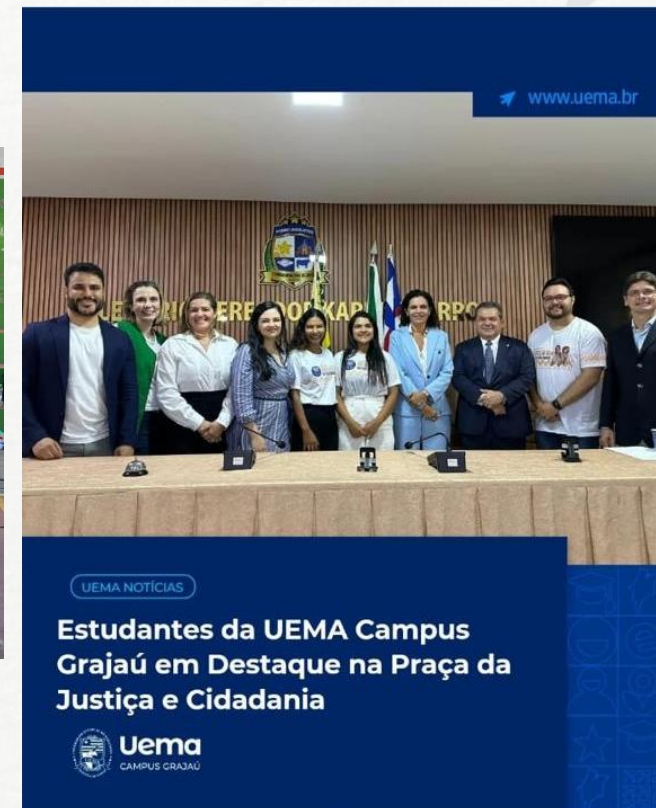 www.uema.br
UEMA NOTÍCIAS
Estudantes da UEMA Campus
Grajaú em Destaque na Praça da
Justiça e Cidadania
Uema
CAMPUS GRAJAÚ